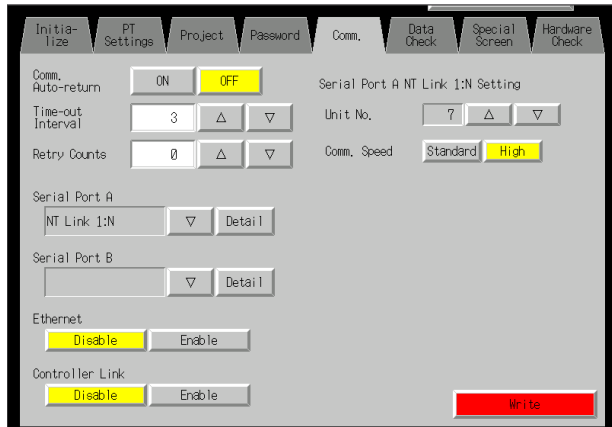 Initia-
lize
PT
Settings
Project
Password
Comm.
Data
Check
Special
Screen
Hardware
Check
Comm.
Auto-return
ON
OFF
Serial Port A NT Link 1:N Setting
Time-out
Interval
3
△
▽
Unit No.
7
△
▽
Retry Counts
0
△
▽
Comm. Speed
Standard
High
Serial Port A
NT Link 1:N
▽
Detail
Serial Port B
▽
Detail
Ethernet
Disable
Enable
Controller Link
Disable
Enable
Write